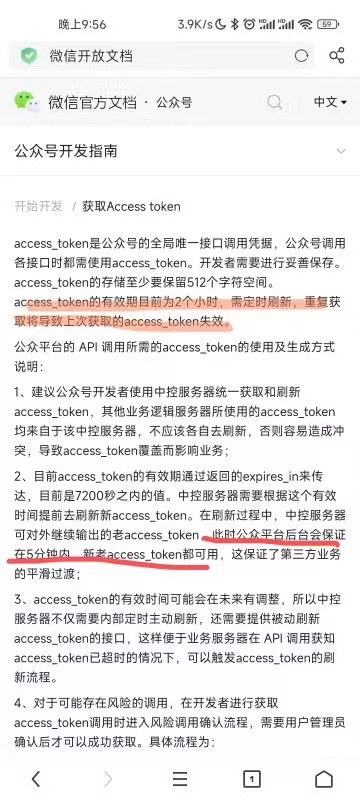 晚上9:56
3.9K/s
HD
HD
59
微信开放文档
微信官方文档 · 公众号
中文
公众号开发指南
开始开发 / 获取Access token
access_token是公众号的全局唯一接口调用凭据，公众号调用
各接口时都需使用access_token。开发者需要进行妥善保存。
access_token的存储至少要保留512个字符空间。
access_token的有效期目前为2个小时，需定时刷新，重复获
取将导致上次获取的access_token失效。
公众平台的 API 调用所需的access_token的使用及生成方式
说明：
1、建议公众号开发者使用中控服务器统一获取和刷新
access_token，其他业务逻辑服务器所使用的access_token
均来自于该中控服务器，不应该各自去刷新，否则容易造成冲
突，导致access_token覆盖而影响业务；
2、目前access_token的有效期通过返回的expires_in来传
达，目前是7200秒之内的值。中控服务器需要根据这个有效
时间提前去刷新新access_token。在刷新过程中，中控服务器
可对外继续输出的老access_token，此时公众平台后台会保证
在5分钟内，新老access_token都可用，这保证了第三方业务
的平滑过渡；
3、access_token的有效时间可能会在未来有调整，所以中控
服务器不仅需要内部定时主动刷新，还需要提供被动刷新
access_token的接口，这样便于业务服务器在 API 调用获知
access_token已超时的情况下，可以触发access_token的刷
新流程。
4、对于可能存在风险的调用，在开发者进行获取
access_token调用时进入风险调用确认流程，需要用户管理员
确认后才可以成功获取。具体流程为：
1